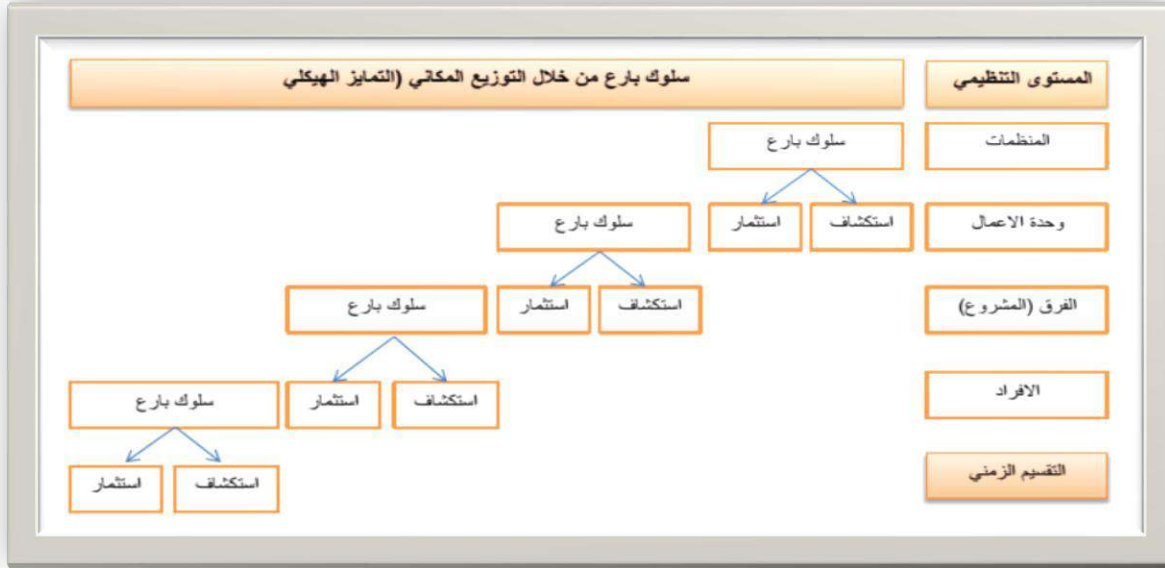 المستوى التنظيمي
سلوك بارع من خلال التوزيع المكاني (التمايز الهيكلي
المنظمات
سلوك بارع
وحدة الاعمال
استكشاف
استثمار
سلوك بارع
الفرق (المشروع)
استكشاف
استثمار
سلوك بارع
الافراد
استكشاف
استثمار
سلوك بارع
التقسيم الزمني
استكشاف
استثمار